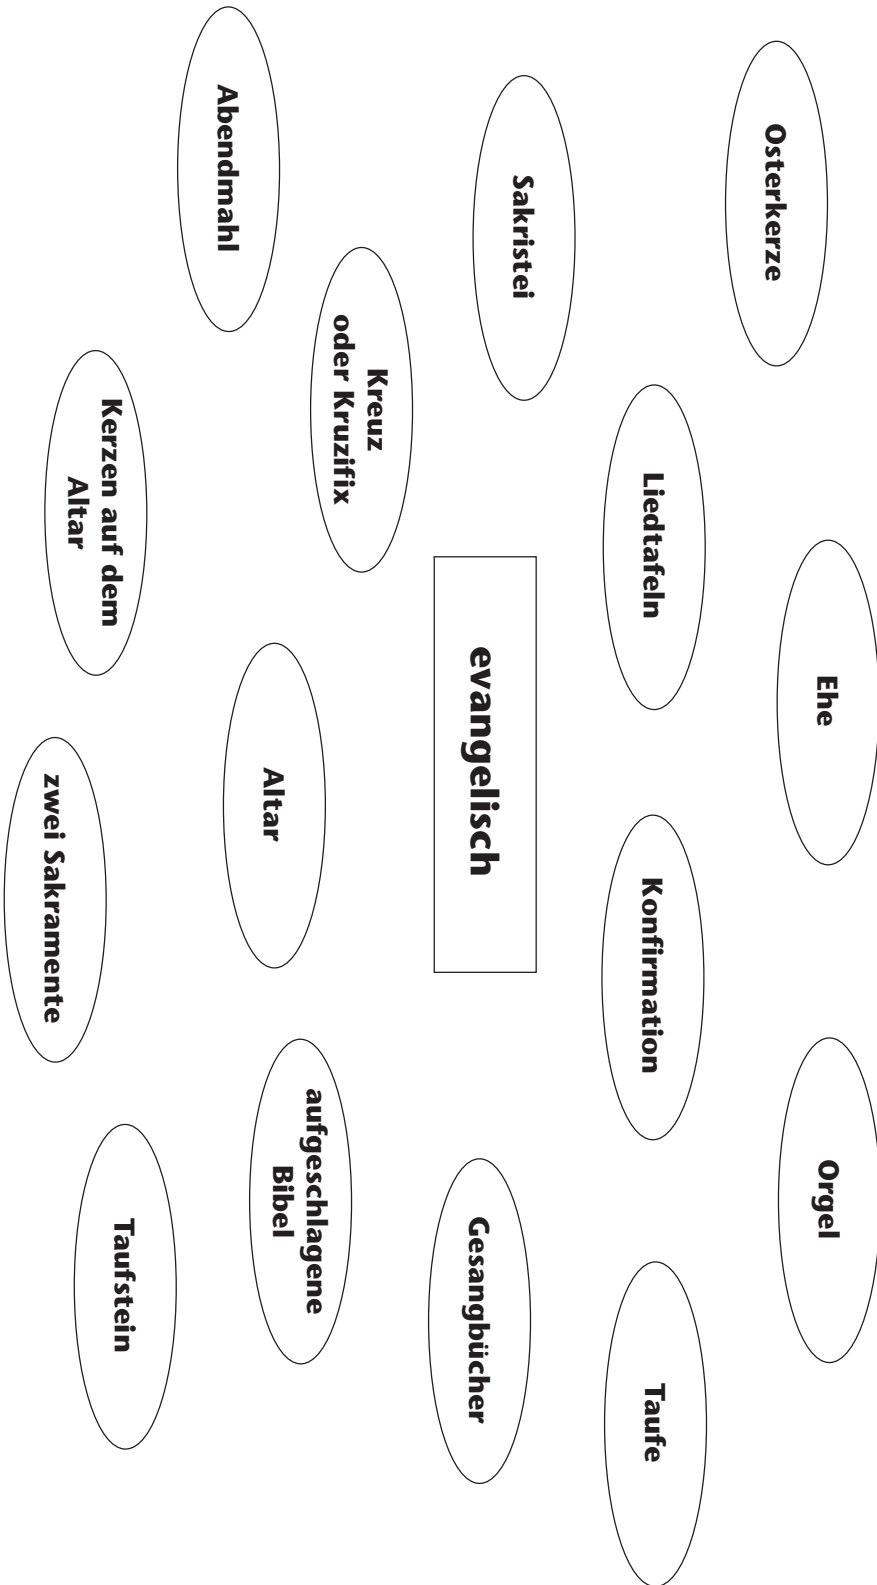 Osterkerze
Ehe
Orgel
Liedtafeln
Konfirmation
Taufe
Sakristei
evangelisch
Gesangbücher
Kreuz
oder Kruzifix
Abendmahl
Altar
aufgeschlagene
Bibel
Kerzen auf dem
Altar
zwei Sakramente
Taufstein